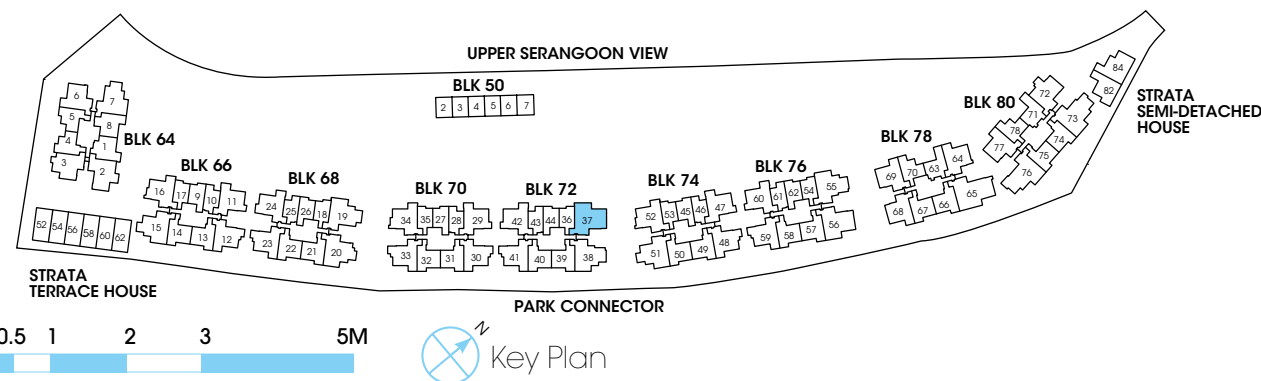 UPPER SERANGOON VIEW
BLK 50
2 3 4 5 6 7
84
82
STRATA
SEMI-DETACHED
HOUSE
BLK 80
72
71
73
78
74
77
75
76
BLK 64
6
7
5
8
4
1
3
2
BLK 66
16 17 9 10 11
15 14 13 12
BLK 68
24 25 26 18 19
23 22 21 20
BLK 70
34 35 27 28 29
33 32 31 30
BLK 72
42 43 44 36 37
41 40 39 38
BLK 74
52 53 45 46 47
51 50 49 48
BLK 76
60 61 62 54 55
59 58 57 56
BLK 78
69 70 63 64
68 67 66 65
52 54 56 58 60 62
STRATA
TERRACE HOUSE
PARK CONNECTOR
0.5 1 2 3 5M
N
Key Plan